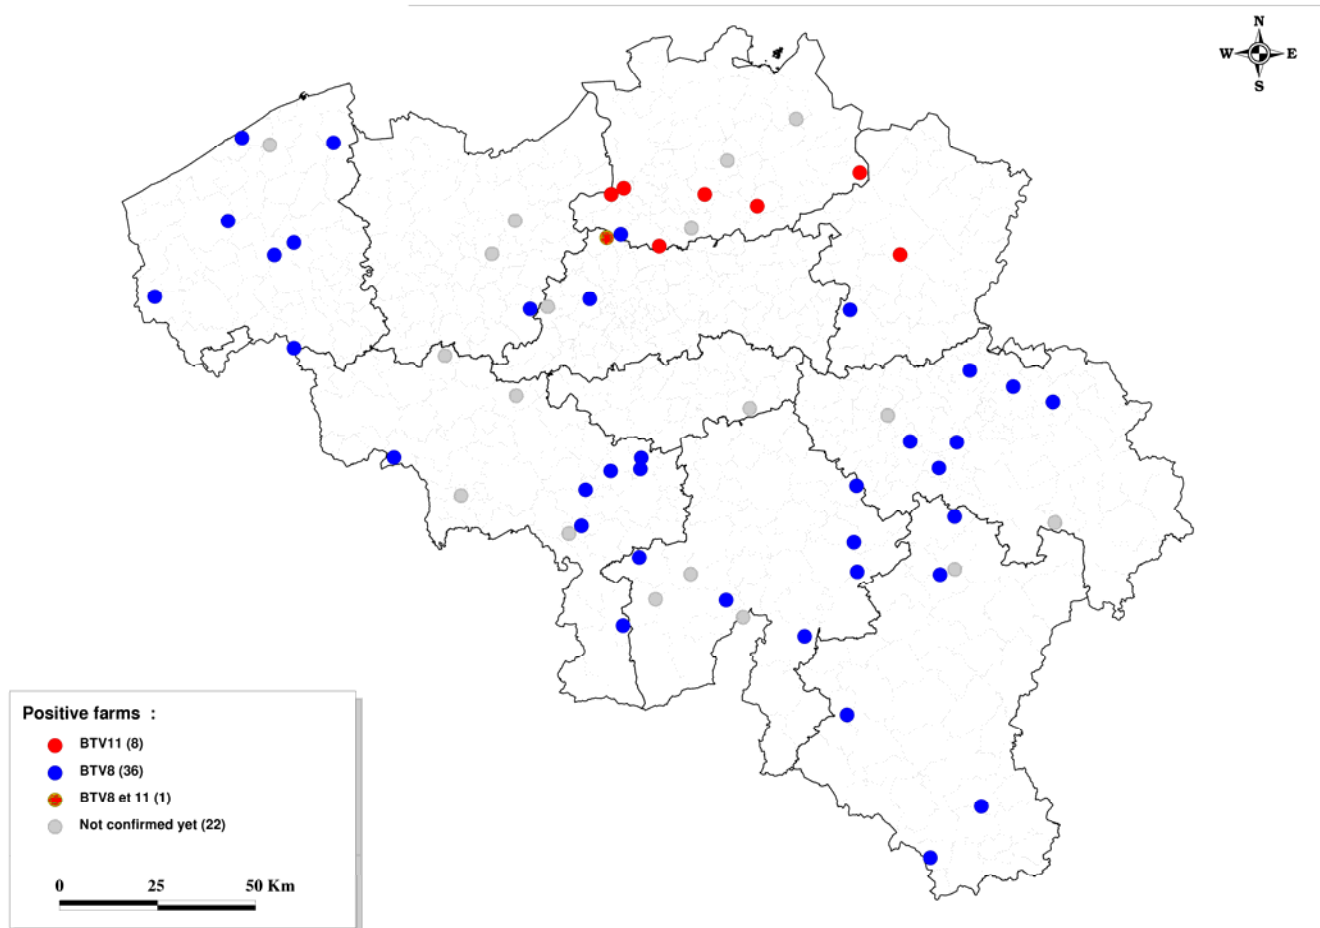 N
W E
S
Positive farms :
BTV11 (8)
BTV8 (36)
BTV8 et 11 (1)
Not confirmed yet (22)
0 25 50 Km